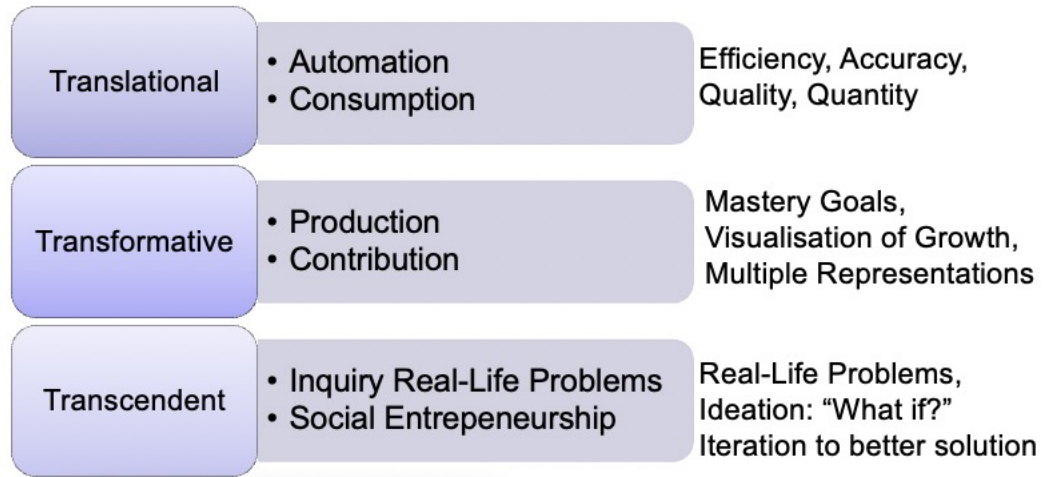 Translational
• Automation
• Consumption
Efficiency, Accuracy,
Quality, Quantity
Transformative
• Production
• Contribution
Mastery Goals,
Visualisation of Growth,
Multiple Representations
Transcendent
• Inquiry Real-Life Problems
• Social Entrepeneurship
Real-Life Problems,
Ideation: “What if?”
Iteration to better solution